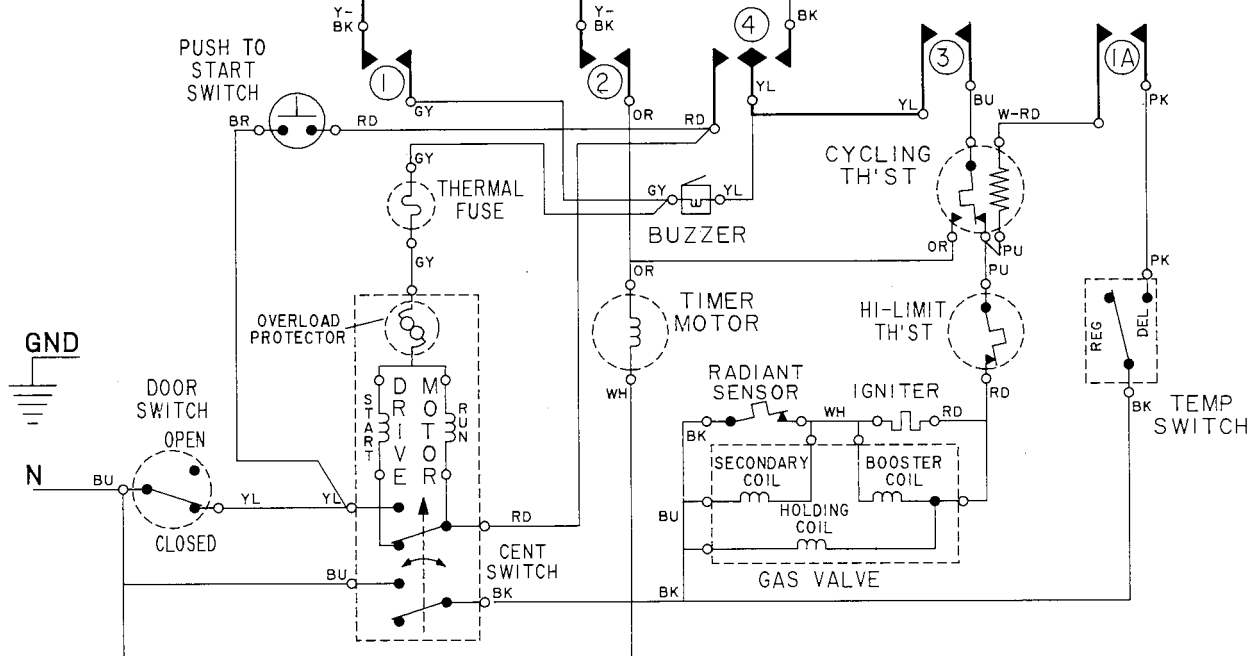 Y-
BK
Y-
BK
BK
PUSH TO
START
SWITCH
1
2
4
3
1A
GY
OR
YL
YL
BU
PK
BR
RD
RD
W-RD
GY
CYCLING
TH'ST
THERMAL
FUSE
GY
YL
BUZZER
OR
PU
GY
OR
PU
PK
OVERLOAD
PROTECTOR
TIMER
MOTOR
HI-LIMIT
TH'ST
REG
DEL
GND
WH
RADIANT
SENSOR
IGNITER
RD
BK
TEMP
SWITCH
DOOR
SWITCH
OPEN
START
DRIVE
MOTOR
RUN
BK
WH
RD
SECONDARY
COIL
BOOSTER
COIL
N
BU
YL
YL
RD
BU
HOLDING
COIL
CLOSED
CENT
SWITCH
GAS VALVE
BU
BK
BK